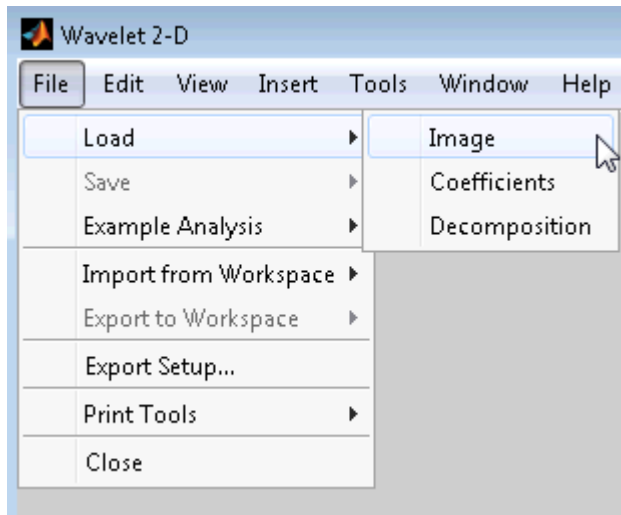 Wavelet 2-D
File Edit View Insert Tools Window Help
Load Image
Save Coefficients
Example Analysis Decomposition
Import from Workspace
Export to Workspace
Export Setup...
Print Tools
Close